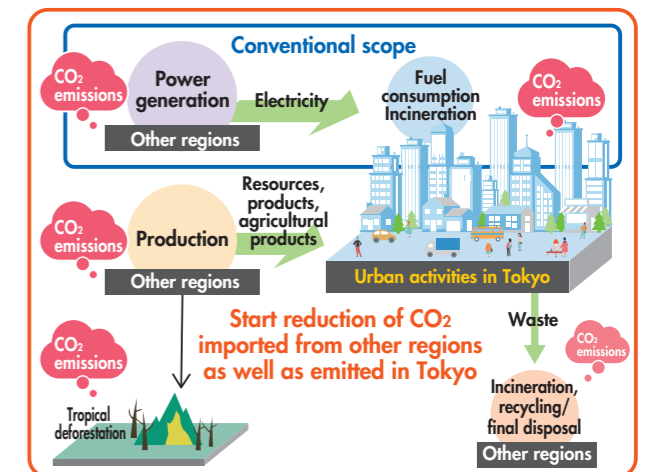 Conventional scope
CO2
emissions
Power
generation
Other regions
Electricity
Fuel
consumption
Incineration
CO2
emissions
CO2
emissions
Production
Other regions
Resources,
products,
agricultural
products
Urban activities in Tokyo
Start reduction of CO2
imported from other regions
as well as emitted in Tokyo
Waste
CO2
emissions
CO2
emissions
Tropical
deforestation
Incineration,
recycling/
final disposal
Other regions